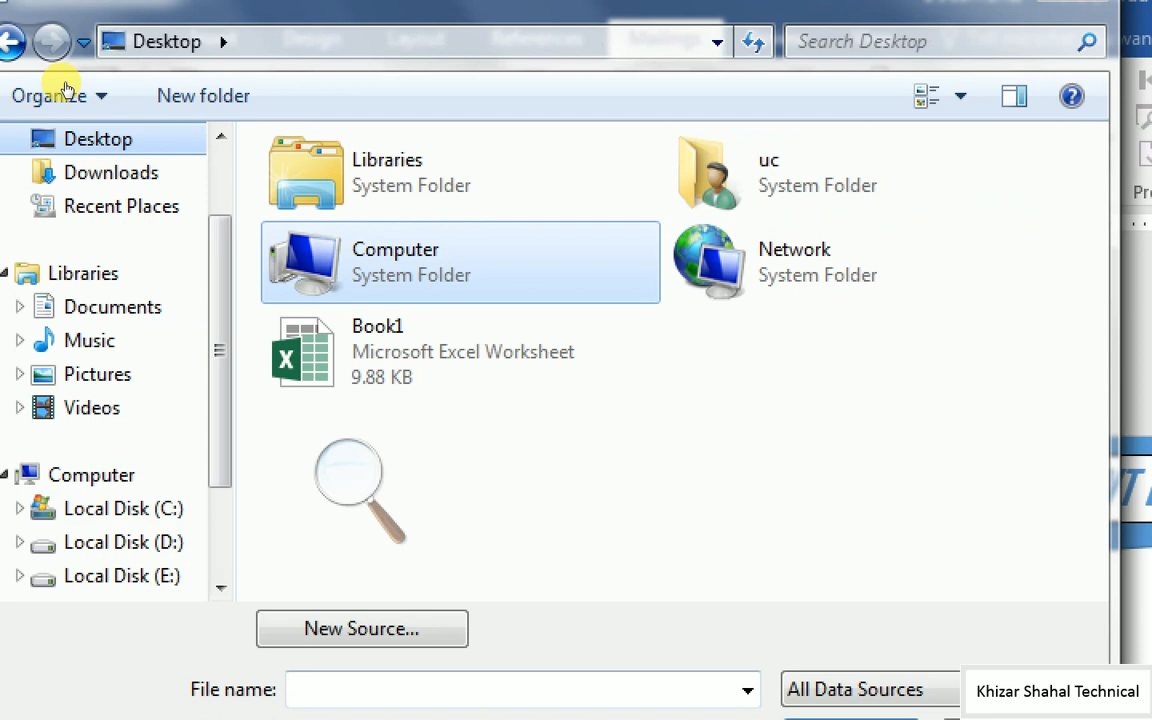 Desktop
Search Desktop
Organize
New folder
Desktop
Downloads
Recent Places
Libraries
Documents
Music
Pictures
Videos
Computer
Local Disk (C:)
Local Disk (D:)
Local Disk (E:)
Libraries
System Folder
uc
System Folder
Computer
System Folder
Network
System Folder
Book1
Microsoft Excel Worksheet
9.88 KB
New Source...
File name:
All Data Sources
Khizar Shahal Technical